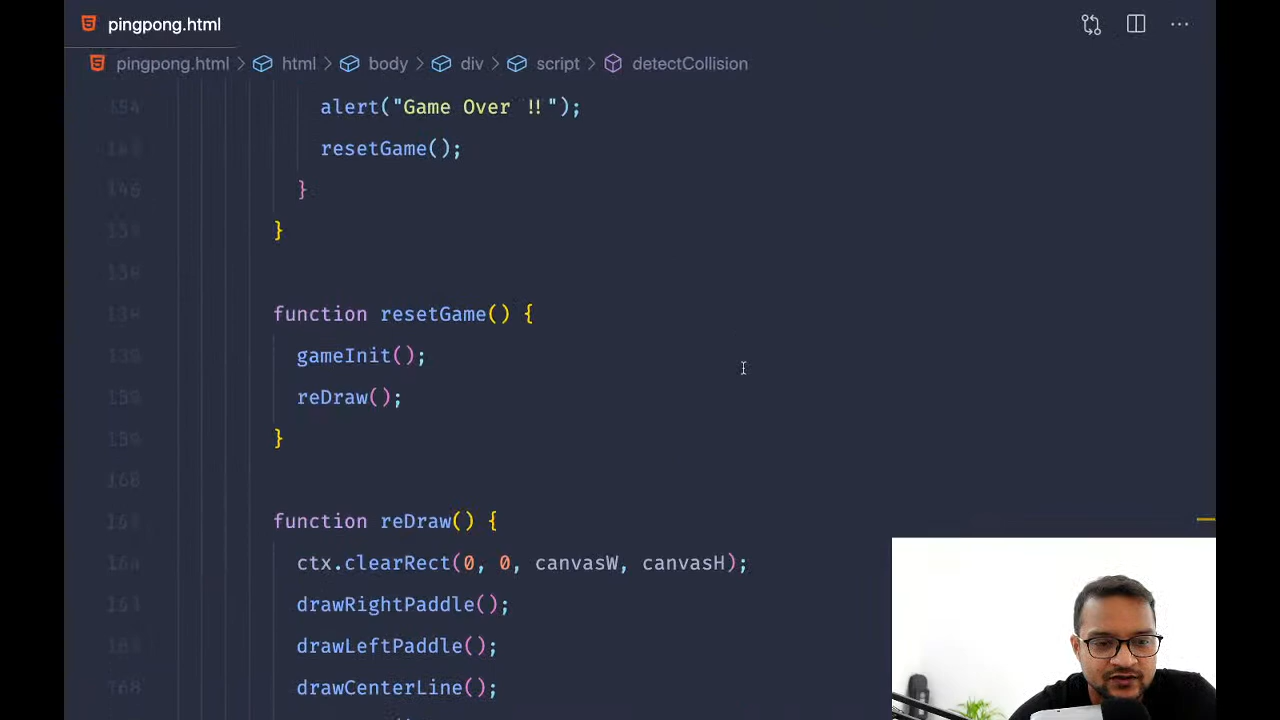 pingpong.html
pingpong.html > html > body > div > script > detectCollision
alert("Game Over !!");
resetGame();
}
}
function resetGame() {
gameInit();
reDraw();
}
function reDraw() {
ctx.clearRect(0, 0, canvasW, canvasH);
drawRightPaddle();
drawLeftPaddle();
drawCenterLine();